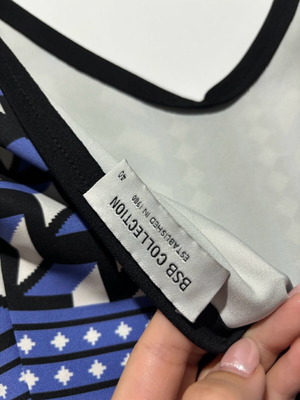 BSB COLLECTION
ESTABLISHED IN 1986
40